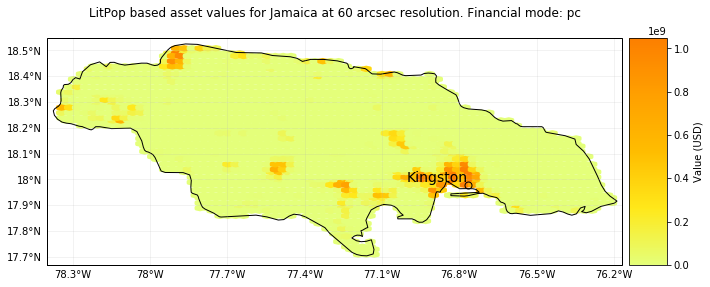 LitPop based asset values for Jamaica at 60 arcsec resolution. Financial mode: pc
1e9
18.5°N
18.4°N
18.3°N
18.2°N
18.1°N
18°N
17.9°N
17.8°N
17.7°N
Kingston
78.3°W 78°W 77.7°W 77.4°W 77.1°W 76.8°W 76.5°W 76.2°W
1.0
0.8
0.6
0.4
0.2
0.0
Value (USD)